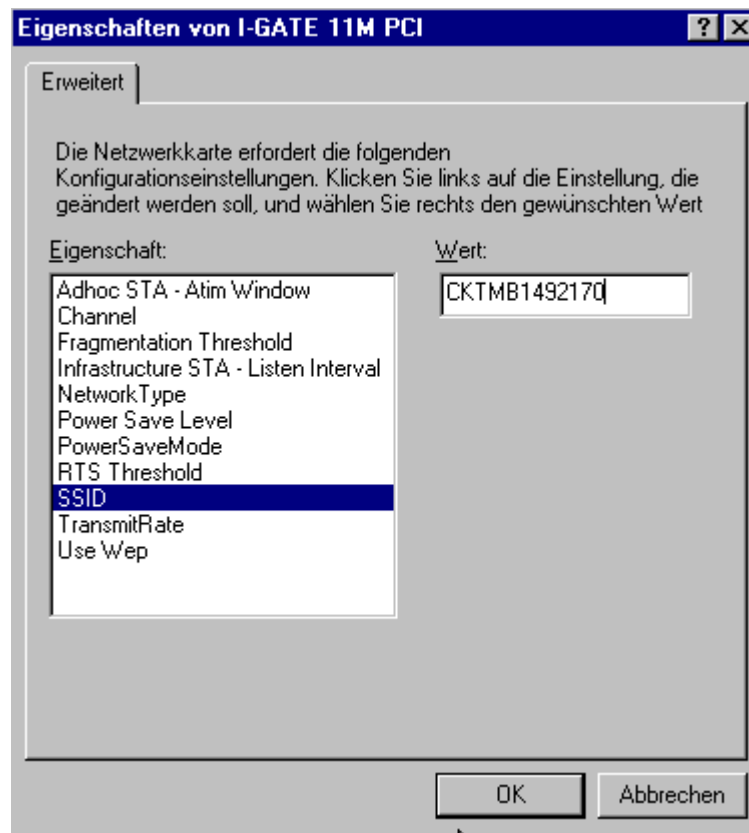 Eigenschaften von I-GATE 11M PCI
Erweitert
Die Netzwerkkarte erfordert die folgenden
Konfigurationseinstellungen. Klicken Sie links auf die Einstellung, die
geändert werden soll, und wählen Sie rechts den gewünschten Wert
Eigenschaft:
Adhoc STA - Atim Window
Channel
Fragmentation Threshold
Infrastructure STA - Listen Interval
NetworkType
Power Save Level
PowerSaveMode
RTS Threshold
SSID
TransmitRate
Use Wep
Wert:
CKTMB1492170
OK
Abbrechen